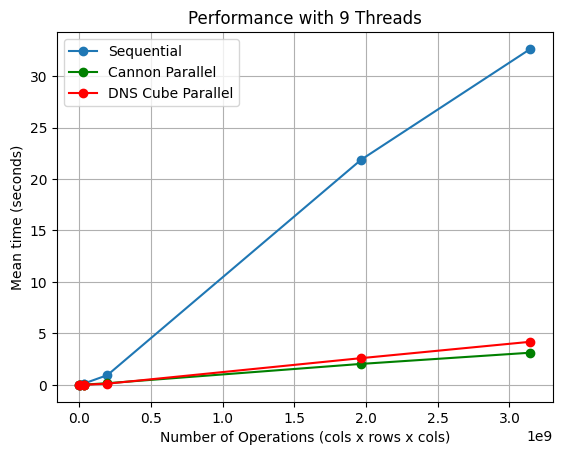 Performance with 9 Threads
Sequential
Cannon Parallel
DNS Cube Parallel
Mean time (seconds)
30
25
20
15
10
5
0
0.0 0.5 1.0 1.5 2.0 2.5 3.0
1e9
Number of Operations (cols x rows x cols)